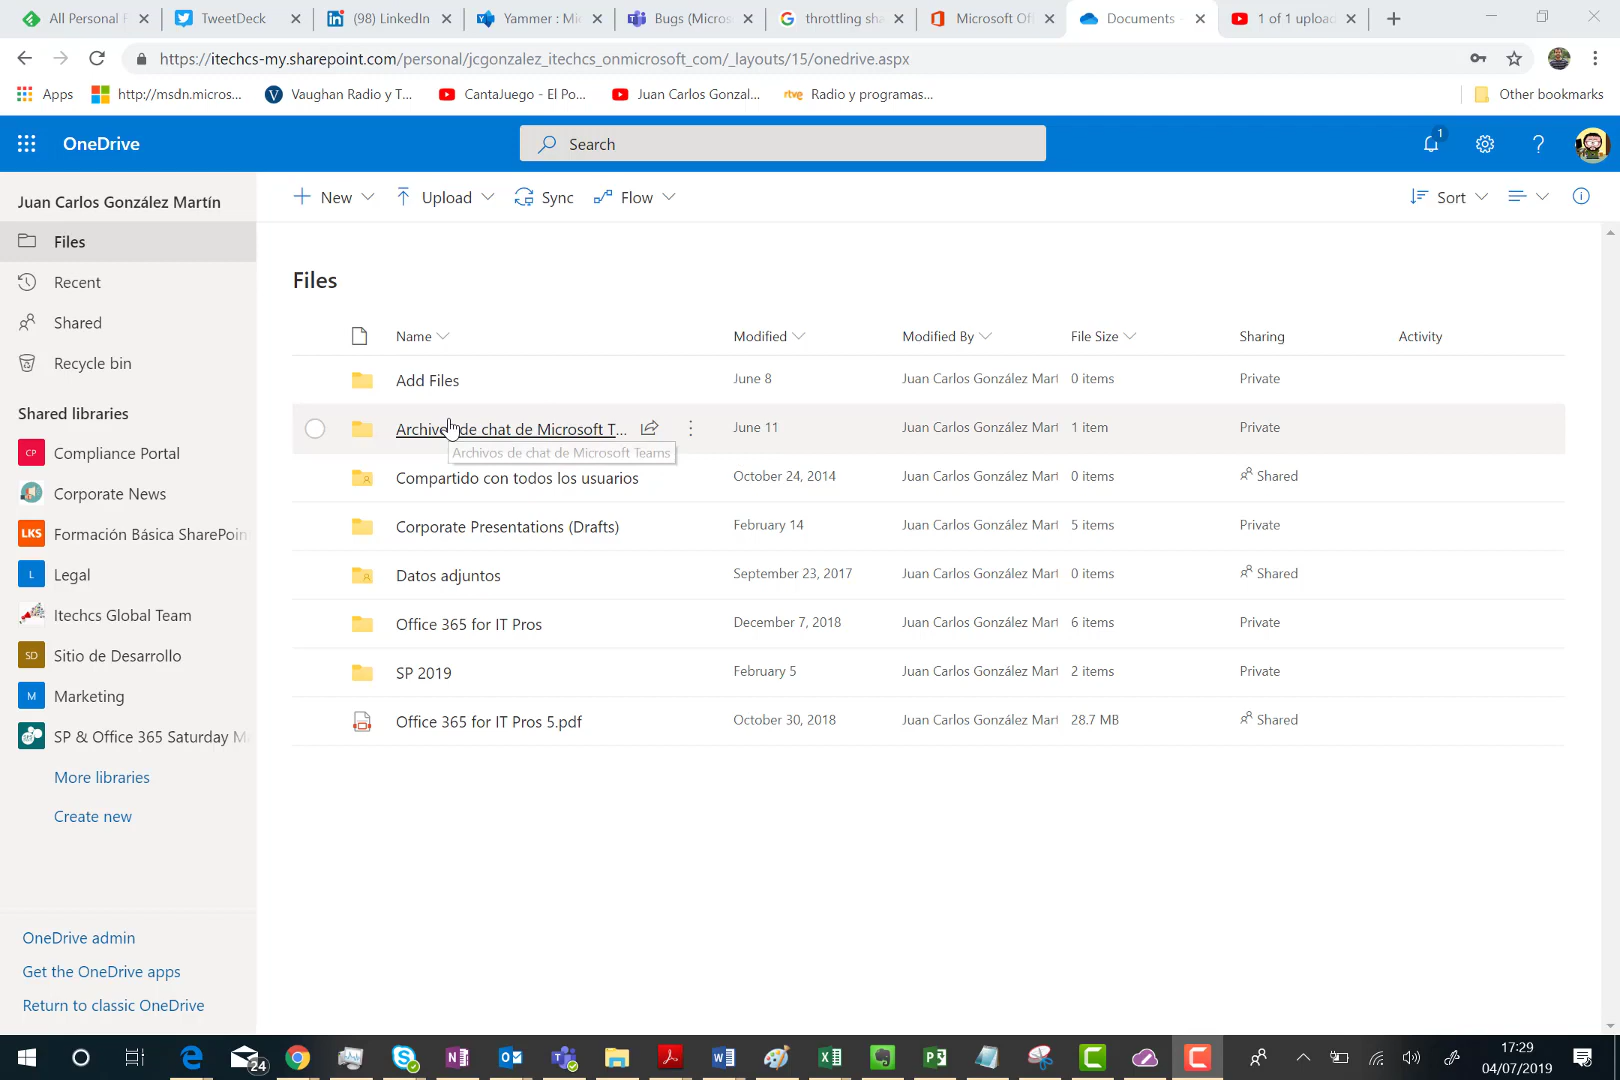 All Personal F
TweetDeck
(98) LinkedIn
Yammer : Mi
Bugs (Micros
throttling sha
Microsoft Of
Documents -
1 of 1 upload
https://itechcs-my.sharepoint.com/personal/jcgonzalez_itechcs_onmicrosoft_com/_layouts/15/onedrive.aspx
Apps
http://msdn.micros...
Vaughan Radio y T...
CantaJuego - El Po...
Juan Carlos Gonzal...
rtve Radio y programas...
Other bookmarks
OneDrive
Search
1
Juan Carlos González Martín
New
Upload
Sync
Flow
Sort
Files
Recent
Shared
Recycle bin
Shared libraries
CP Compliance Portal
Corporate News
LKS Formación Básica SharePoin
L Legal
Itechcs Global Team
SD Sitio de Desarrollo
M Marketing
SP & Office 365 Saturday Ma
More libraries
Create new
OneDrive admin
Get the OneDrive apps
Return to classic OneDrive
Files
Name Modified Modified By File Size Sharing Activity
Add Files June 8 Juan Carlos González Mart 0 items Private
Archivos de chat de Microsoft T... June 11 Juan Carlos González Mart 1 item Private
Archivos de chat de Microsoft Teams
Compartido con todos los usuarios October 24, 2014 Juan Carlos González Mart 0 items Shared
Corporate Presentations (Drafts) February 14 Juan Carlos González Mart 5 items Private
Datos adjuntos September 23, 2017 Juan Carlos González Mart 0 items Shared
Office 365 for IT Pros December 7, 2018 Juan Carlos González Mart 6 items Private
SP 2019 February 5 Juan Carlos González Mart 2 items Private
Office 365 for IT Pros 5.pdf October 30, 2018 Juan Carlos González Mart 28.7 MB Shared
24
17:29
04/07/2019